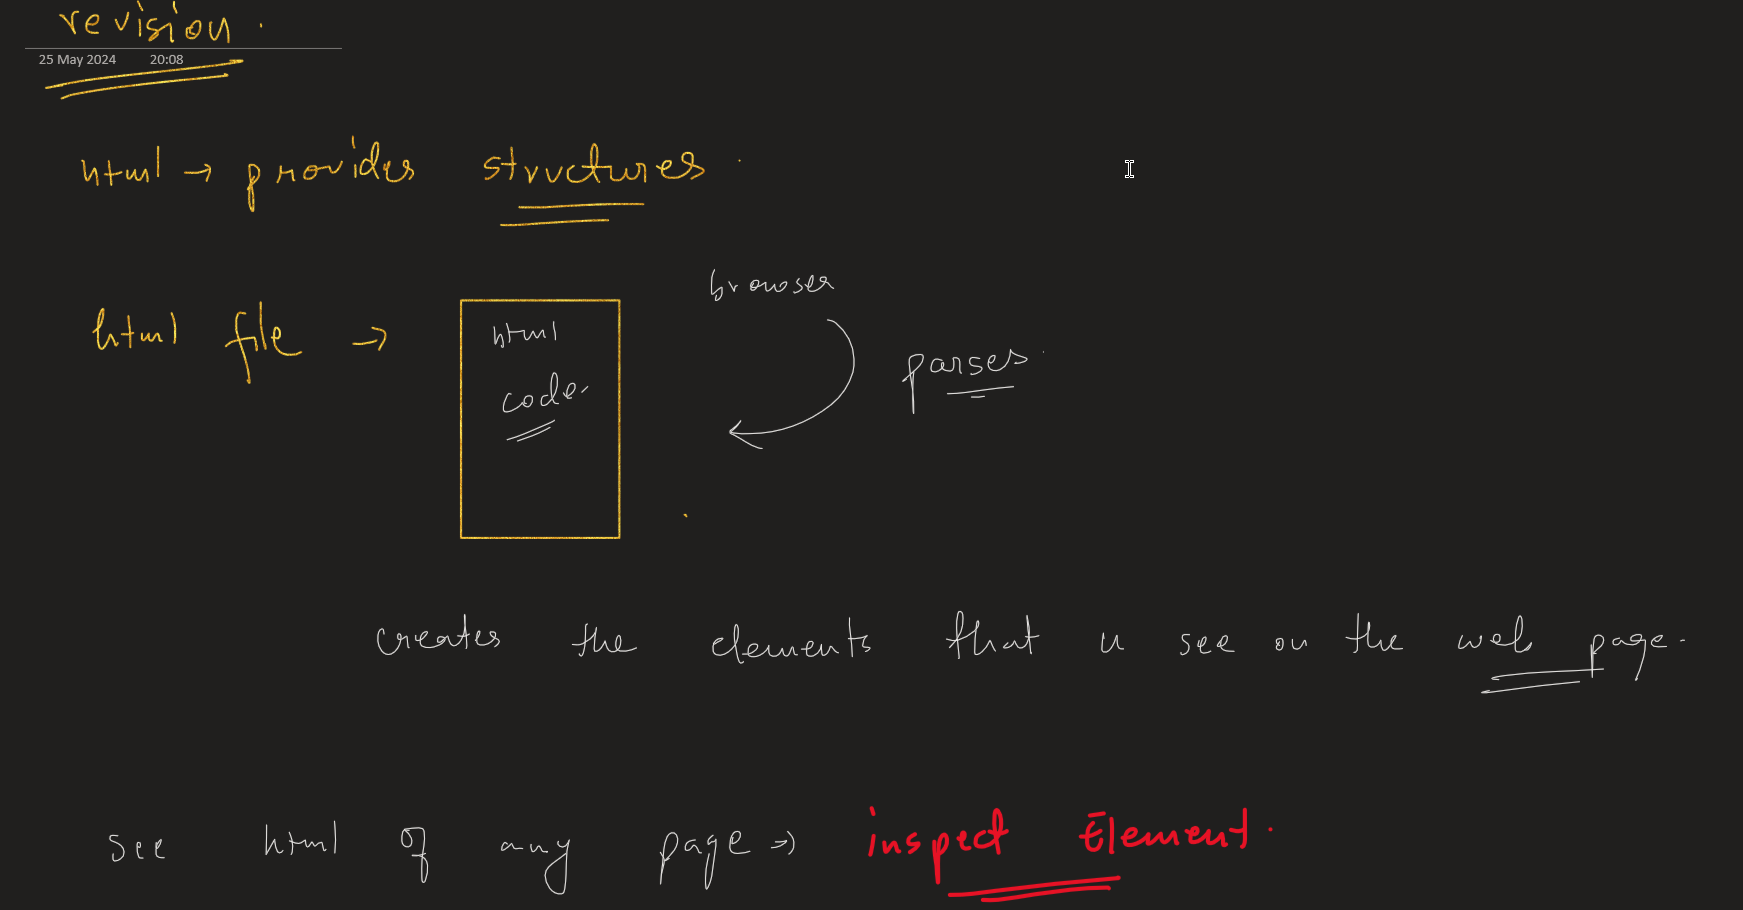 revision.
25 May 2024 20:08
html → provides structures.
browser
html file →
html
code.
parses.
creates the elements that u see on the web page.
see html of any page → inspect Element.